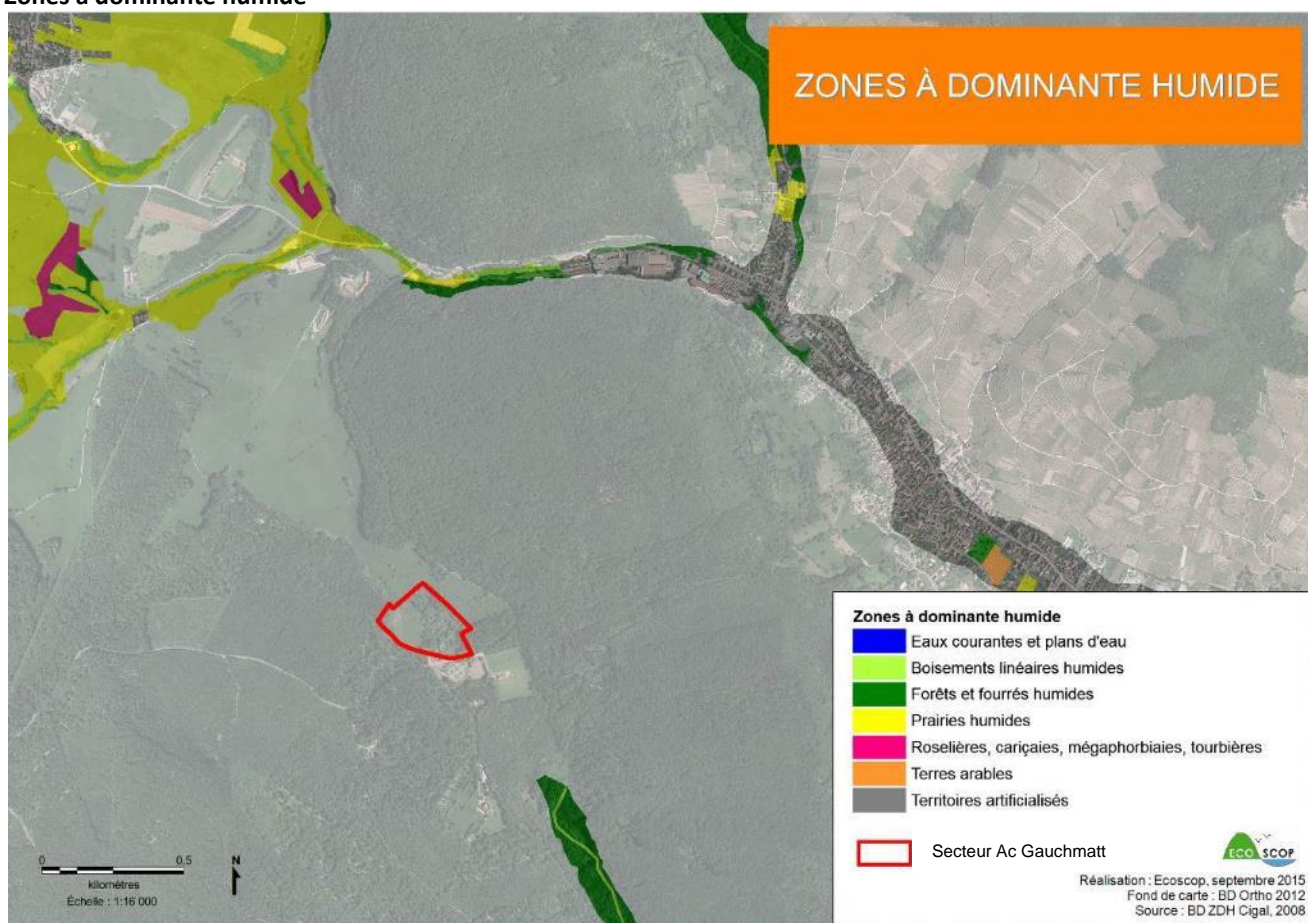 Zones à dominante humide
ZONES À DOMINANTE HUMIDE
Zones à dominante humide
Eaux courantes et plans d'eau
Boisements linéaires humides
Forêts et fourrés humides
Prairies humides
Roselières, cariçaies, mégaphorbiaies, tourbières
Terres arables
Territoires artificialisés
Secteur Ac Gauchmatt
ECO SCOP
Réalisation : Ecoscop, septembre 2015
Fond de carte : BD Ortho 2012
Source : BD ZDH Cigal, 2008
0 0,5
kilomètres
Échelle : 1:16 000
N